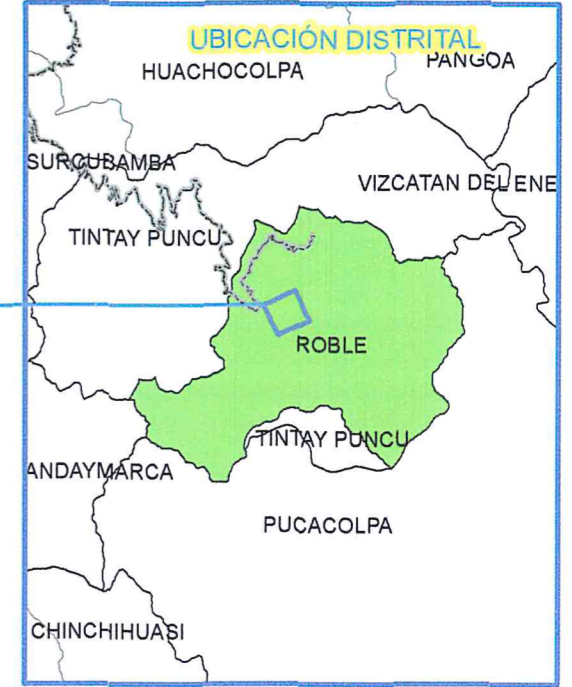 UBICACIÓN DISTRITAL
PANGOA
HUACHOCOLPA
SURCUBAMBA
VIZCATAN DEL ENE
TINTAY PUNCU
ROBLE
TINTAY PUNCU
ANDAYMARCA
PUCACOLPA
CHINCHIHUASI